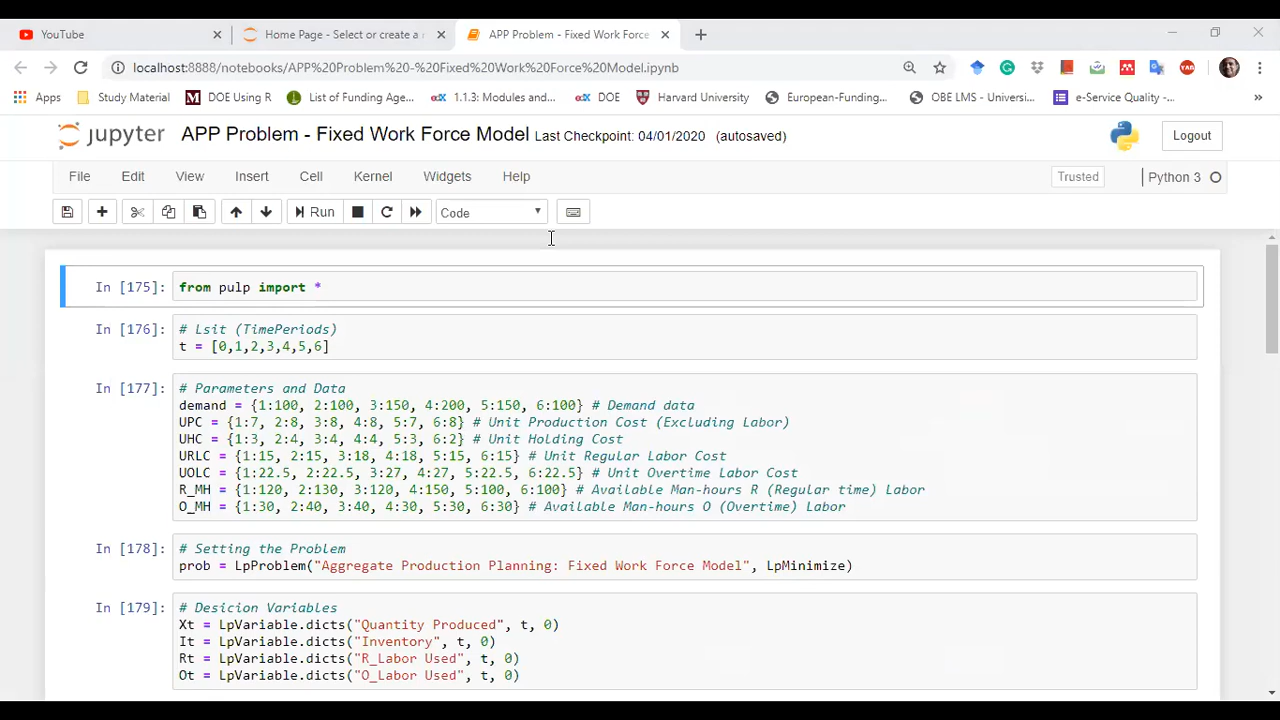 YouTube
Home Page - Select or create a
APP Problem - Fixed Work Force
localhost:8888/notebooks/APP%20Problem%20-%20Fixed%20Work%20Force%20Model.ipynb
YAB
Apps
Study Material
DOE Using R
List of Funding Age...
1.1.3: Modules and...
DOE
Harvard University
European-Funding...
OBE LMS - Universi...
e-Service Quality -...
jupyter APP Problem - Fixed Work Force Model Last Checkpoint: 04/01/2020 (autosaved)
Logout
File Edit View Insert Cell Kernel Widgets Help
Trusted
Python 3
Run
Code
In [175]: from pulp import *
In [176]: # Lsit (TimePeriods)
t = [0,1,2,3,4,5,6]
In [177]: # Parameters and Data
demand = {1:100, 2:100, 3:150, 4:200, 5:150, 6:100} # Demand data
UPC = {1:7, 2:8, 3:8, 4:8, 5:7, 6:8} # Unit Production Cost (Excluding Labor)
UHC = {1:3, 2:4, 3:4, 4:4, 5:3, 6:2} # Unit Holding Cost
URLC = {1:15, 2:15, 3:18, 4:18, 5:15, 6:15} # Unit Regular Labor Cost
UOLC = {1:22.5, 2:22.5, 3:27, 4:27, 5:22.5, 6:22.5} # Unit Overtime Labor Cost
R_MH = {1:120, 2:130, 3:120, 4:150, 5:100, 6:100} # Available Man-hours R (Regular time) Labor
O_MH = {1:30, 2:40, 3:40, 4:30, 5:30, 6:30} # Available Man-hours O (Overtime) Labor
In [178]: # Setting the Problem
prob = LpProblem("Aggregate Production Planning: Fixed Work Force Model", LpMinimize)
In [179]: # Desicion Variables
Xt = LpVariable.dicts("Quantity Produced", t, 0)
It = LpVariable.dicts("Inventory", t, 0)
Rt = LpVariable.dicts("R_Labor Used", t, 0)
Ot = LpVariable.dicts("O_Labor Used", t, 0)